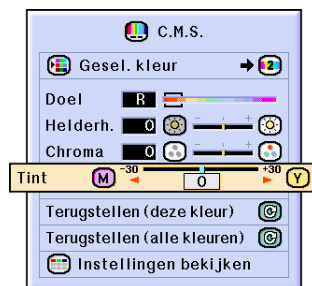 C.M.S.
Gesel. kleur 2
Doel R
Helderh. 0 - +
Chroma 0 - +
Tint M -30 0 +30 Y
Terugstellen (deze kleur)
Terugstellen (alle kleuren)
Instellingen bekijken